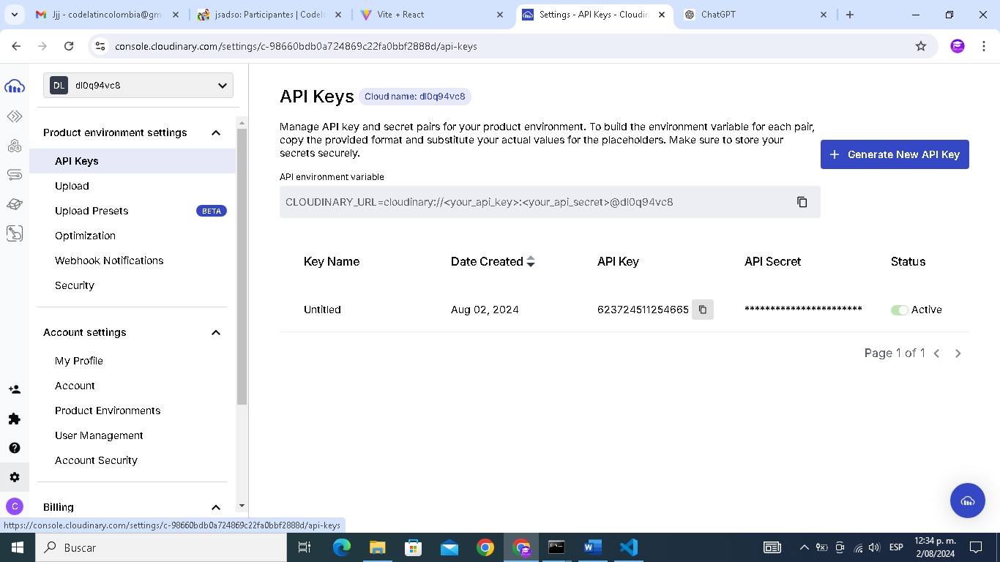 Jjj - codelatincolombia@gm
jsadso: Participantes | Codela
Vite + React
Settings - API Keys - Cloudin
ChatGPT
console.cloudinary.com/settings/c-98660bdb0a724869c22fa0bbf2888d/api-keys
DL dl0q94vc8
Product environment settings
API Keys
Upload
Upload Presets BETA
Optimization
Webhook Notifications
Security
Account settings
My Profile
Account
Product Environments
User Management
Account Security
Billing
C
API Keys Cloud name: dl0q94vc8
Manage API key and secret pairs for your product environment. To build the environment variable for each pair,
copy the provided format and substitute your actual values for the placeholders. Make sure to store your
secrets securely.
+ Generate New API Key
API environment variable
CLOUDINARY_URL=cloudinary://<your_api_key>:<your_api_secret>@dl0q94vc8
Key Name Date Created API Key API Secret Status
Untitled Aug 02, 2024 623724511254665 *********************** Active
Page 1 of 1
https://console.cloudinary.com/settings/c-98660bdb0a724869c22fa0bbf2888d/api-keys
Buscar
ESP
12:34 p. m.
2/08/2024